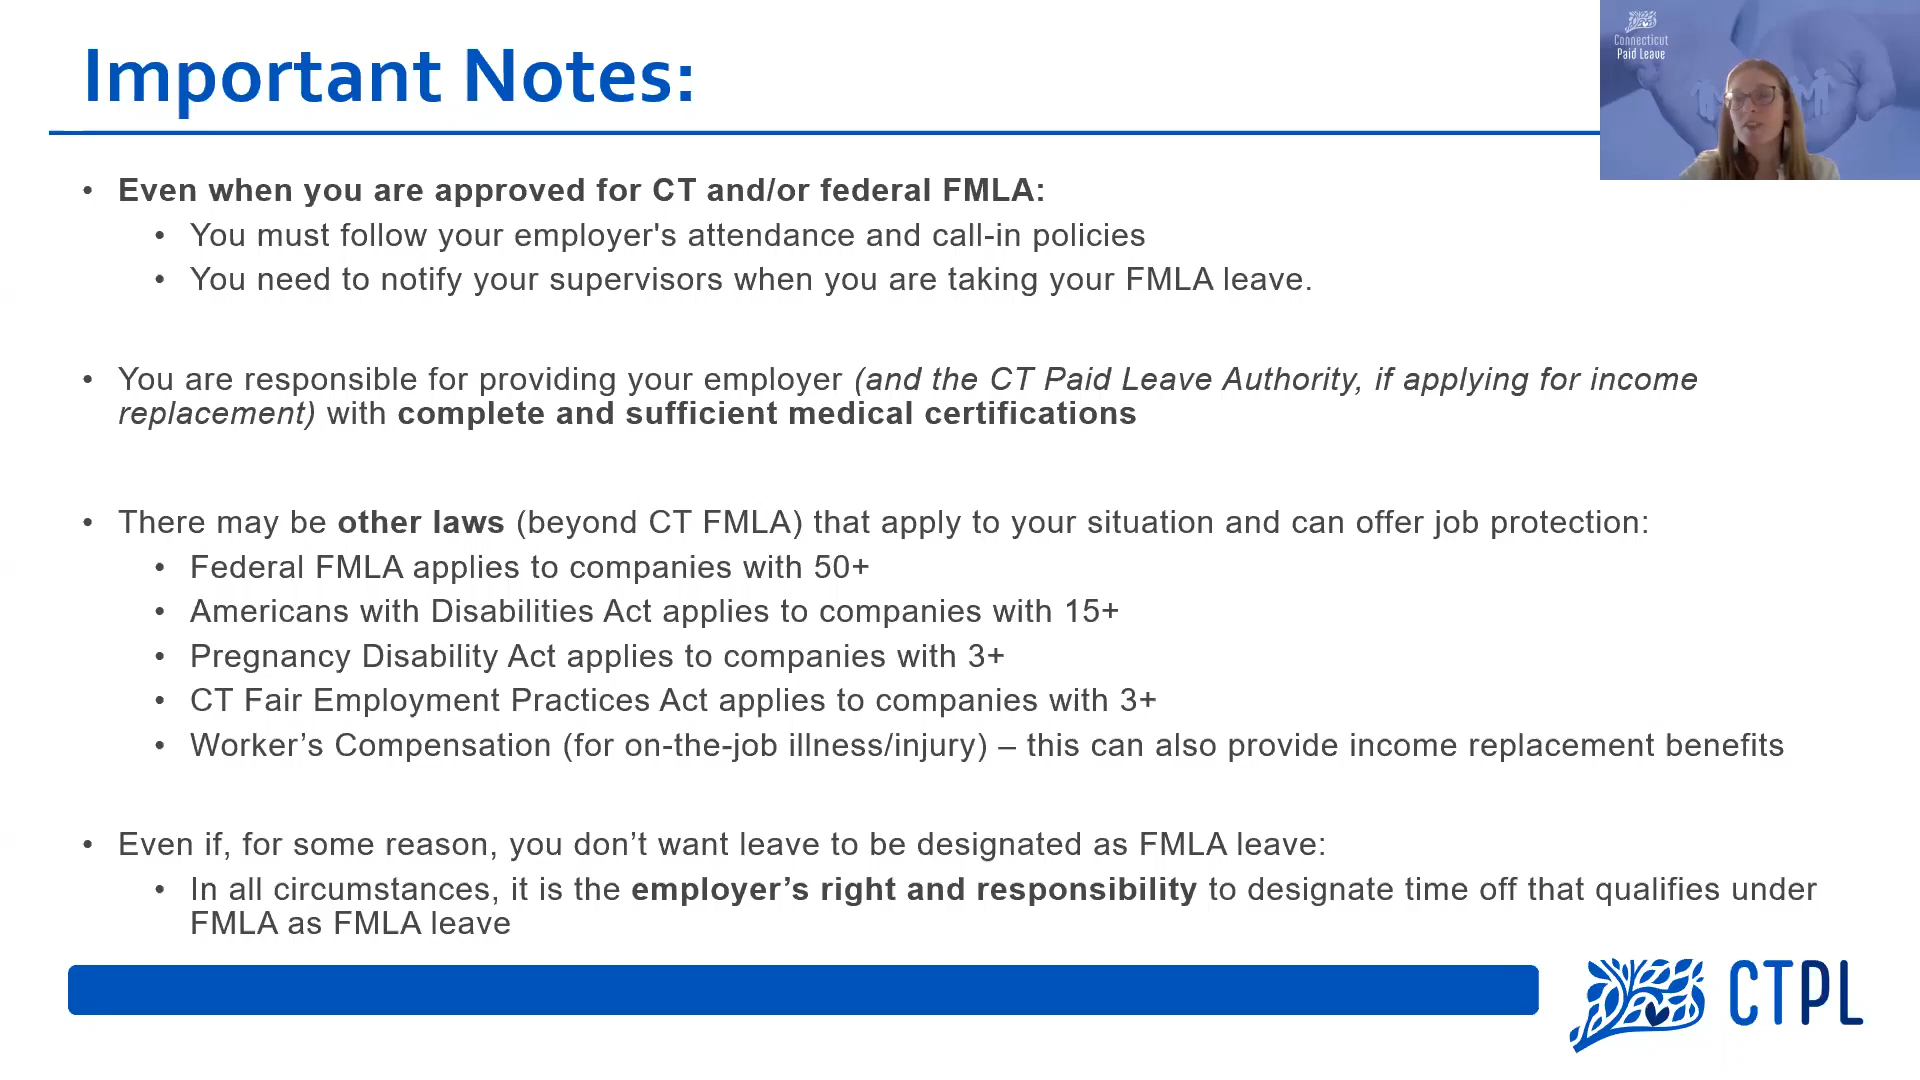 Important Notes:
Connecticut
Paid Leave
• Even when you are approved for CT and/or federal FMLA:
• You must follow your employer's attendance and call-in policies
• You need to notify your supervisors when you are taking your FMLA leave.
• You are responsible for providing your employer (and the CT Paid Leave Authority, if applying for income
replacement) with complete and sufficient medical certifications
• There may be other laws (beyond CT FMLA) that apply to your situation and can offer job protection:
• Federal FMLA applies to companies with 50+
• Americans with Disabilities Act applies to companies with 15+
• Pregnancy Disability Act applies to companies with 3+
• CT Fair Employment Practices Act applies to companies with 3+
• Worker’s Compensation (for on-the-job illness/injury) – this can also provide income replacement benefits
• Even if, for some reason, you don’t want leave to be designated as FMLA leave:
• In all circumstances, it is the employer’s right and responsibility to designate time off that qualifies under
FMLA as FMLA leave
CTPL